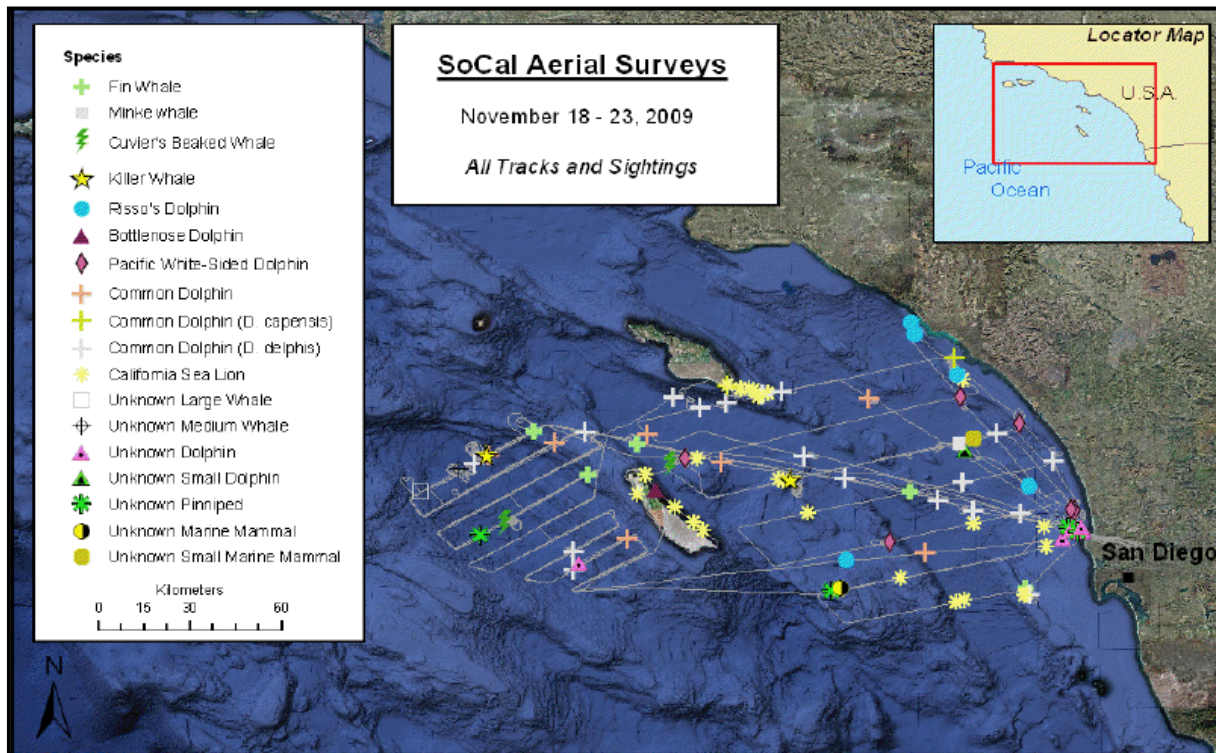 Species
Fin Whale
Minke whale
Cuvier's Beaked Whale
Killer Whale
Risso's Dolphin
Bottlenose Dolphin
Pacific White-Sided Dolphin
Common Dolphin
Common Dolphin (D. capensis)
Common Dolphin (D. delphis)
California Sea Lion
Unknown Large Whale
Unknown Medium Whale
Unknown Dolphin
Unknown Small Dolphin
Unknown Pinniped
Unknown Marine Mammal
Unknown Small Marine Mammal
Kilometers
0 15 30 60
N
SoCal Aerial Surveys
November 18 - 23, 2009
All Tracks and Sightings
Locator Map
U.S.A.
Pacific
Ocean
San Diego